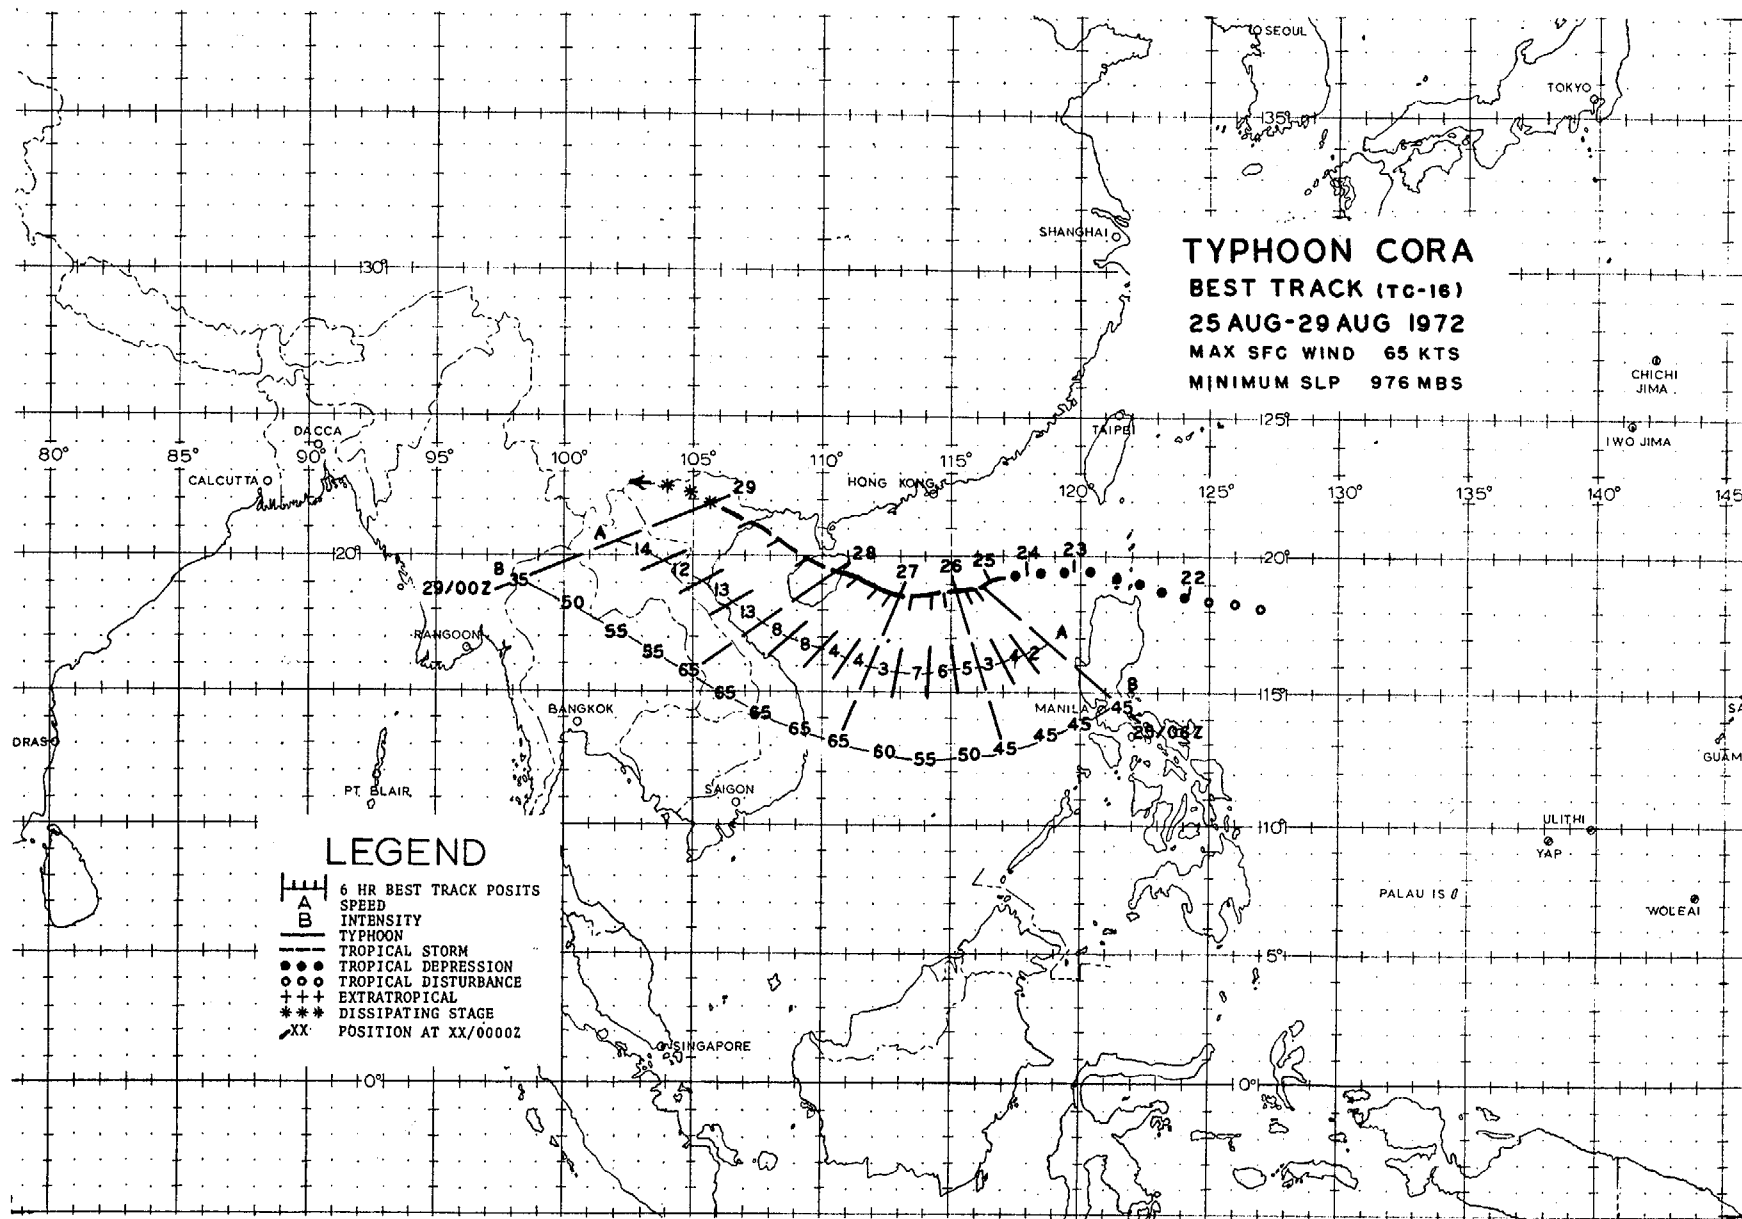 SEOUL
TOKYO
35°
SHANGHAI
TYPHOON CORA
BEST TRACK (TC-16)
25 AUG-29 AUG 1972
MAX SFC WIND 65 KTS
MINIMUM SLP 976 MBS
30°
CHICHI
JIMA
25°
DACCA
TAIPEI
IWO JIMA
80° 85° 90° 95° 100° 105° 110° 115° 120° 125° 130° 135° 140° 145
CALCUTTA
HONG KONG
29
28 27 26 25 24 23 22
20° 20°
A
14
12
13
13
8
8
4
4
3
7
6
5
3
4
2
A
B
29/00Z
35
50
55
55
65
65
65
65
65
60
55
50
45
45
45
45
B
RANGOON
15°
BANGKOK
MANILA
DRAS
GUAM
PT. BLAIR
SAIGON
10°
ULITHI
YAP
PALAU IS
WOLEAI
5°
SINGAPORE
0° 0°
LEGEND
6 HR BEST TRACK POSITS
A SPEED
B INTENSITY
TYPHOON
TROPICAL STORM
TROPICAL DEPRESSION
TROPICAL DISTURBANCE
+++ EXTRATROPICAL
*** DISSIPATING STAGE
XX POSITION AT XX/0000Z